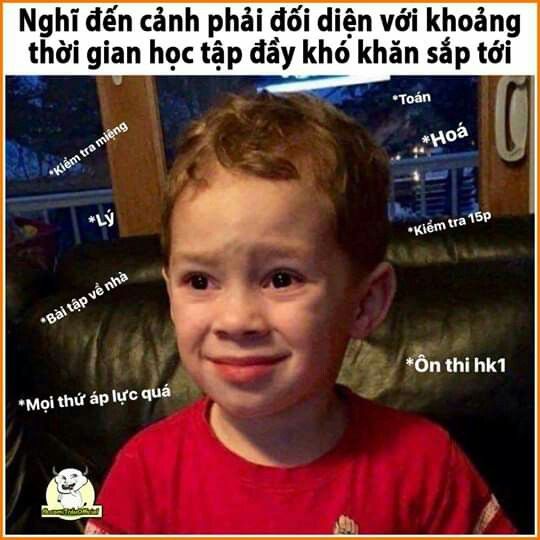 Nghĩ đến cảnh phải đối diện với khoảng
thời gian học tập đầy khó khăn sắp tới
*Toán
*Kiểm tra miệng
*Hoá
*Lý
*Kiểm tra 15p
*Bài tập về nhà
*Ôn thi hk1
*Mọi thứ áp lực quá